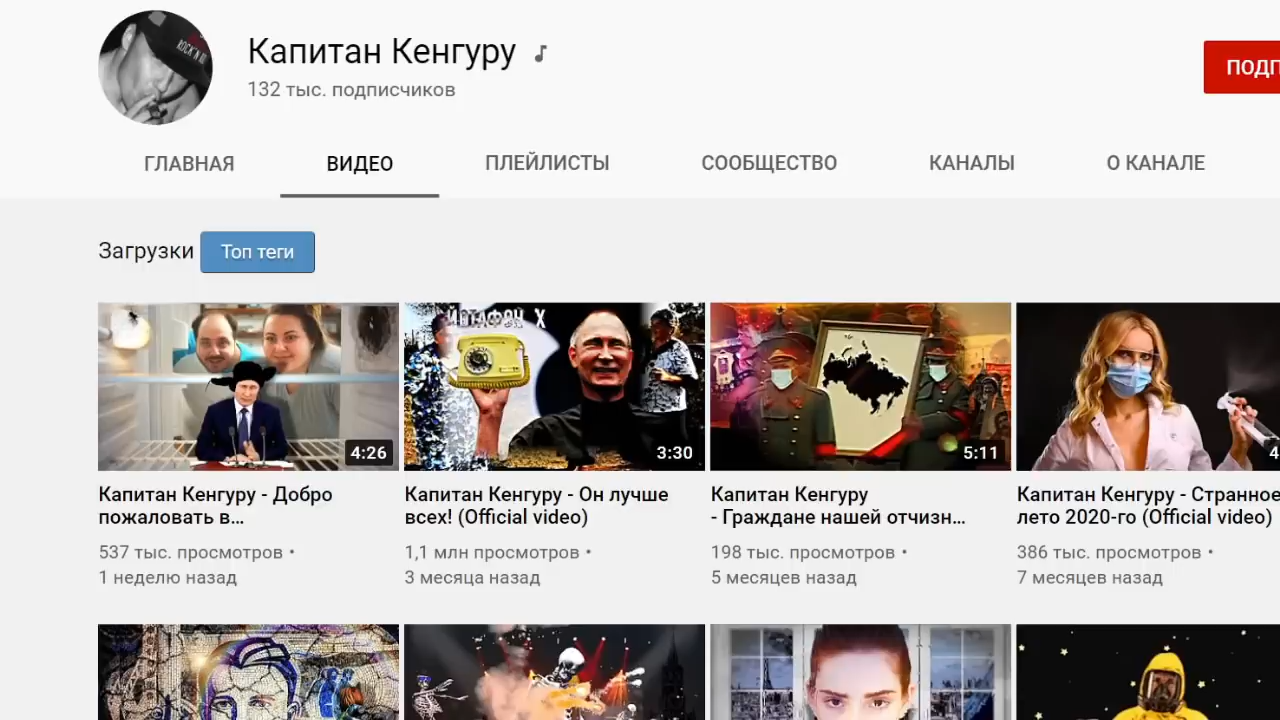 Капитан Кенгуру
132 тыс. подписчиков
ПОДП
ГЛАВНАЯ ВИДЕО ПЛЕЙЛИСТЫ СООБЩЕСТВО КАНАЛЫ О КАНАЛЕ
Загрузки Топ теги
4:26 3:30 5:11 4
Капитан Кенгуру - Добро
пожаловать в...
537 тыс. просмотров •
1 неделю назад
Капитан Кенгуру - Он лучше
всех! (Official video)
1,1 млн просмотров •
3 месяца назад
Капитан Кенгуру
- Граждане нашей отчизн...
198 тыс. просмотров •
5 месяцев назад
Капитан Кенгуру - Странное
лето 2020-го (Official video)
386 тыс. просмотров •
7 месяцев назад